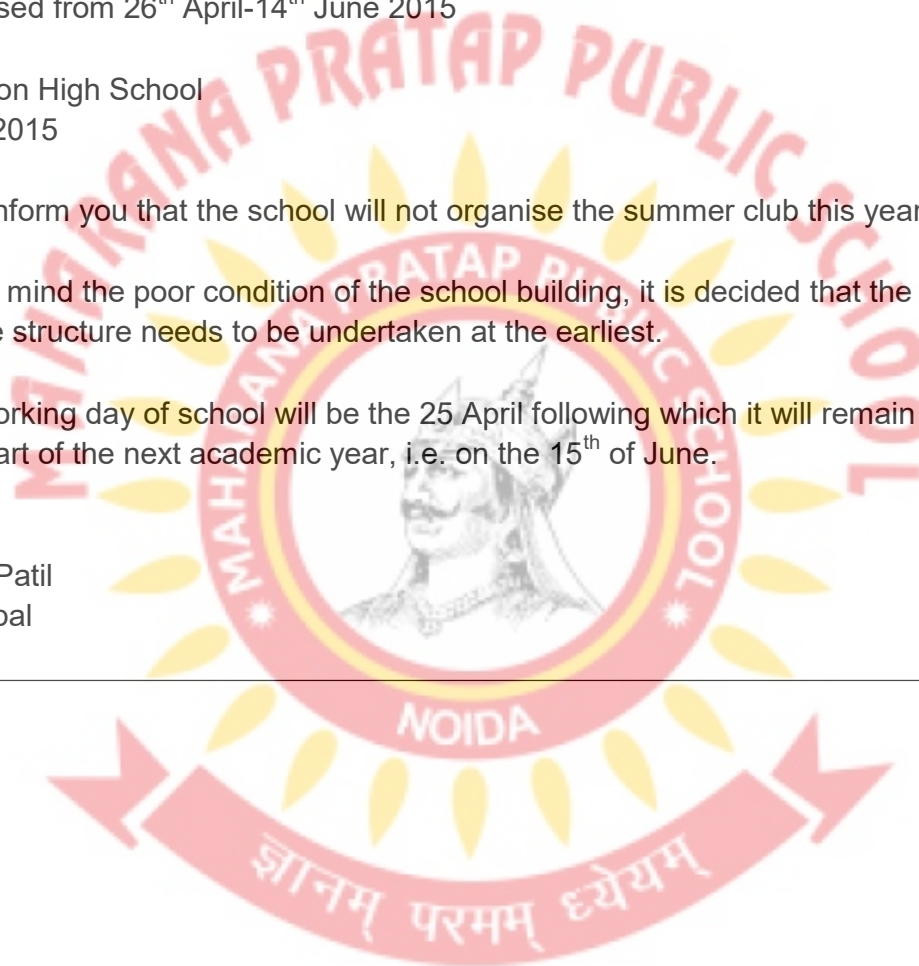 sed from 26th April-14th June 2015
on High School
2015
nform you that the school will not organise the summer club this year
mind the poor condition of the school building, it is decided that the
structure needs to be undertaken at the earliest.
orking day of school will be the 25 April following which it will remain
art of the next academic year, i.e. on the 15th of June.
Patil
pal
MAHARANA PRATAP PUBLIC SCHOOL
MAHARANA PRATAP PUBLIC SCHOOL
NOIDA
ज्ञानम् परमम् ध्येयम्